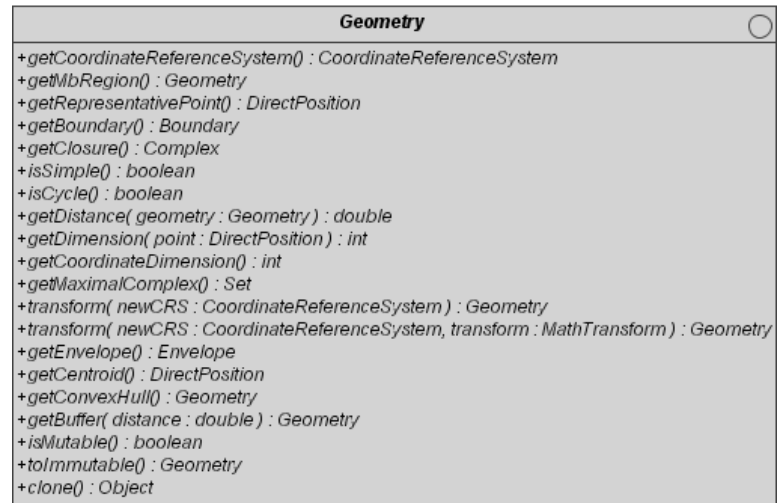 Geometry
+getCoordinateReferenceSystem() : CoordinateReferenceSystem
+getMbRegion() : Geometry
+getRepresentativePoint() : DirectPosition
+getBoundary() : Boundary
+getClosure() : Complex
+isSimple() : boolean
+isCycle() : boolean
+getDistance( geometry : Geometry ) : double
+getDimension( point : DirectPosition ) : int
+getCoordinateDimension() : int
+getMaximalComplex() : Set
+transform( newCRS : CoordinateReferenceSystem ) : Geometry
+transform( newCRS : CoordinateReferenceSystem, transform : MathTransform ) : Geometry
+getEnvelope() : Envelope
+getCentroid() : DirectPosition
+getConvexHull() : Geometry
+getBuffer( distance : double ) : Geometry
+isMutable() : boolean
+toImmutable() : Geometry
+clone() : Object